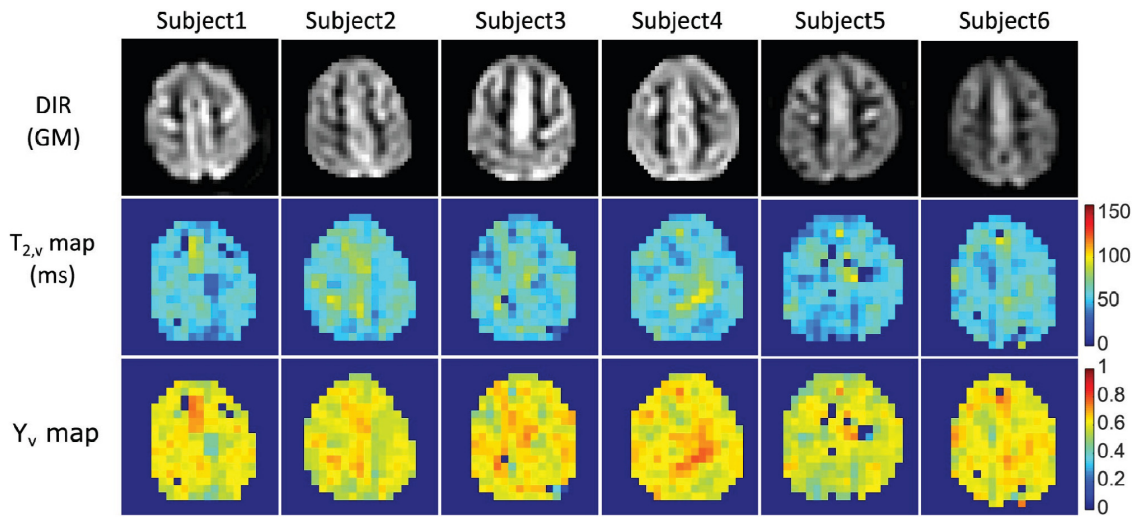 Subject1 Subject2 Subject3 Subject4 Subject5 Subject6
DIR
(GM)
T2,v map
(ms)
150
100
50
0
Yv map
1
0.8
0.6
0.4
0.2
0